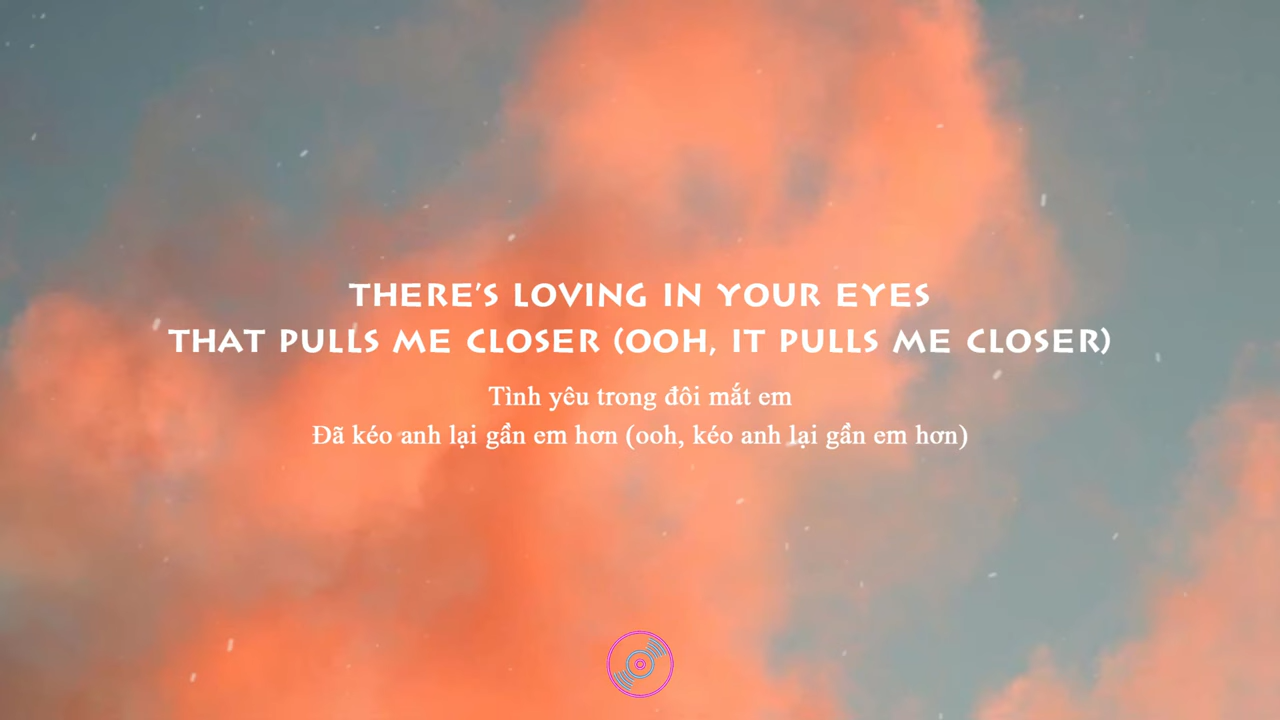 THERE'S LOVING IN YOUR EYES
THAT PULLS ME CLOSER (OOH, IT PULLS ME CLOSER)
Tình yêu trong đôi mắt em
Đã kéo anh lại gần em hơn (ooh, kéo anh lại gần em hơn)